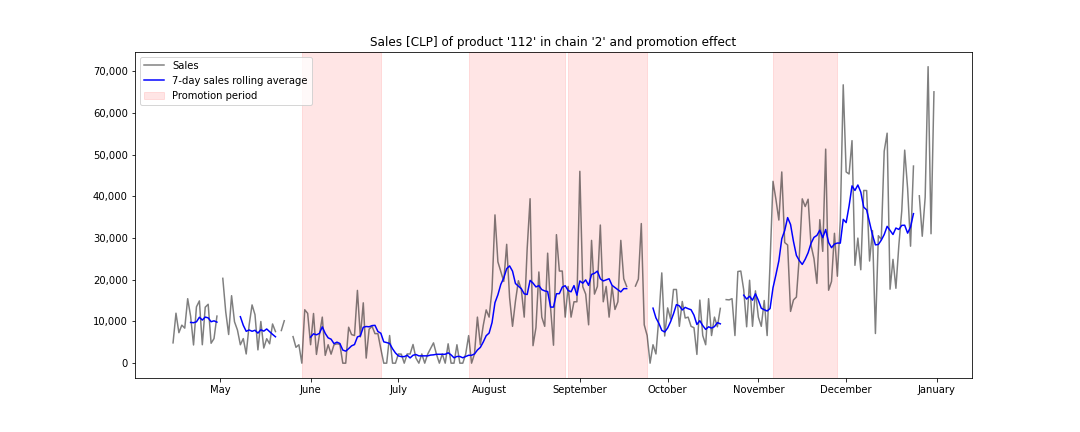 Sales [CLP] of product '112' in chain '2' and promotion effect
Sales
7-day sales rolling average
Promotion period
70,000
60,000
50,000
40,000
30,000
20,000
10,000
0
May June July August September October November December January